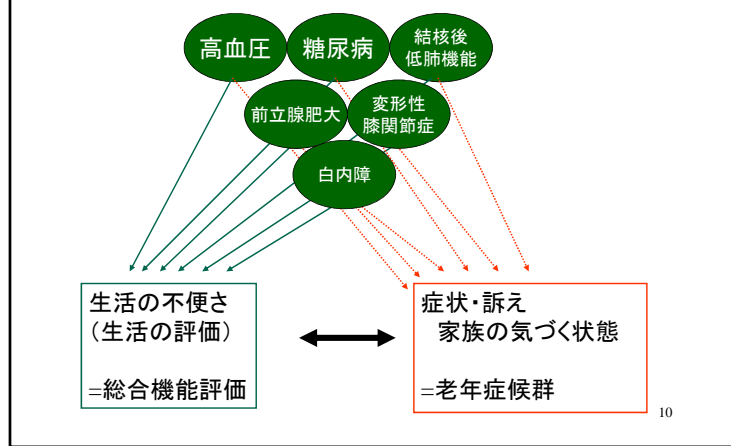 高血圧
糖尿病
結核後
低肺機能
前立腺肥大
変形性
膝関節症
白内障
生活の不便さ
（生活の評価）
=総合機能評価
症状・訴え
家族の気づく状態
=老年症候群
10